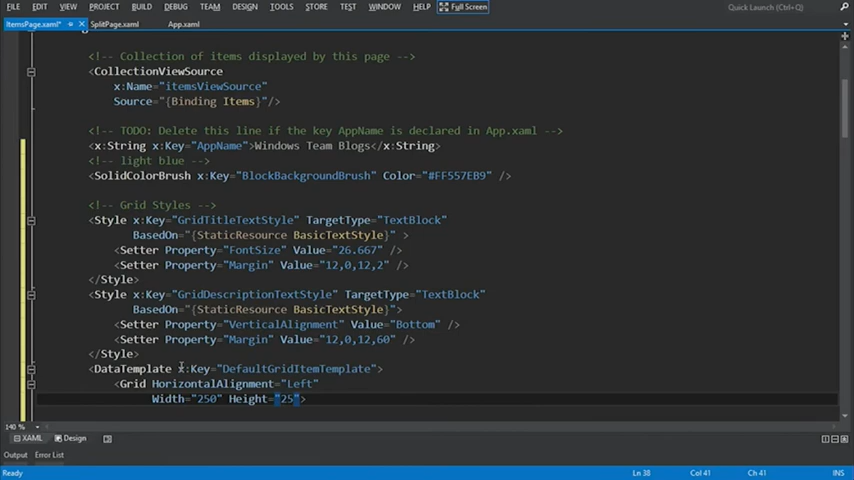 FILE EDIT VIEW PROJECT BUILD DEBUG TEAM DESIGN TOOLS STORE TEST WINDOW HELP Full Screen Quick Launch (Ctrl+Q)
ItemsPage.xaml* SplitPage.xaml App.xaml
<!-- Collection of items displayed by this page -->
<CollectionViewSource
x:Name="itemsViewSource"
Source="{Binding Items}"/>
<!-- TODO: Delete this line if the key AppName is declared in App.xaml -->
<x:String x:Key="AppName">Windows Team Blogs</x:String>
<!-- light blue -->
<SolidColorBrush x:Key="BlockBackgroundBrush" Color="#FF557EB9" />
<!-- Grid Styles -->
<Style x:Key="GridTitleTextStyle" TargetType="TextBlock"
BasedOn="{StaticResource BasicTextStyle}" >
<Setter Property="FontSize" Value="26.667" />
<Setter Property="Margin" Value="12,0,12,2" />
</Style>
<Style x:Key="GridDescriptionTextStyle" TargetType="TextBlock"
BasedOn="{StaticResource BasicTextStyle}">
<Setter Property="VerticalAlignment" Value="Bottom" />
<Setter Property="Margin" Value="12,0,12,60" />
</Style>
<DataTemplate x:Key="DefaultGridItemTemplate">
<Grid HorizontalAlignment="Left"
Width="250" Height="25">
140 %
XAML Design
Output Error List
Ready Ln 38 Col 41 Ch 41